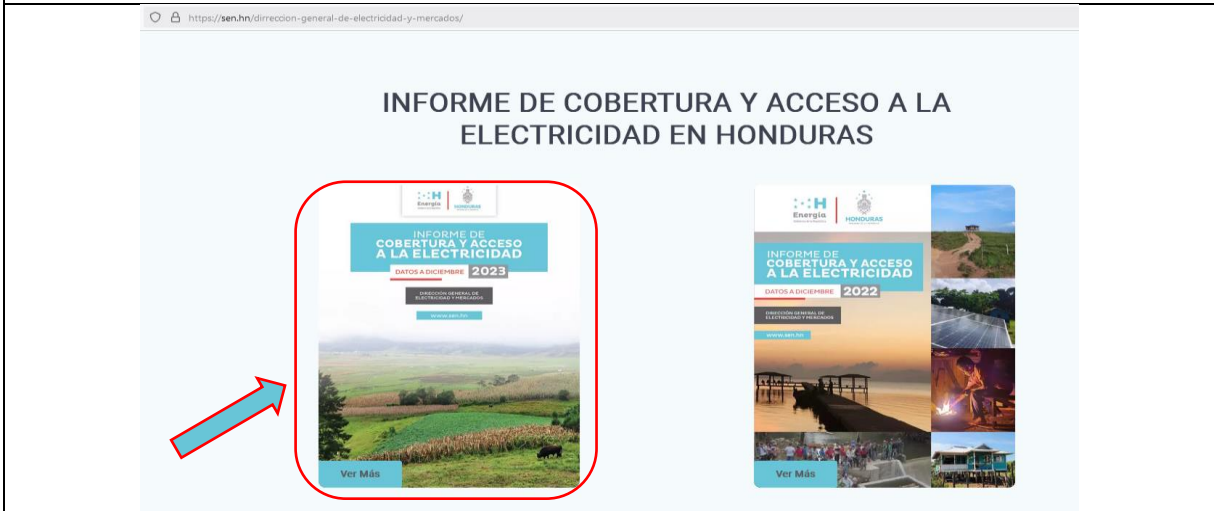 https://sen.hn/dirreccion-general-de-electricidad-y-mercados/
INFORME DE COBERTURA Y ACCESO A LA
ELECTRICIDAD EN HONDURAS
Energía
HONDURAS
INFORME DE
COBERTURA Y ACCESO
A LA ELECTRICIDAD
DATOS A DICIEMBRE 2023
DIRECCIÓN GENERAL DE
ELECTRICIDAD Y MERCADOS
www.sen.hn
Ver Más
Energía
HONDURAS
INFORME DE
COBERTURA Y ACCESO
A LA ELECTRICIDAD
DATOS A DICIEMBRE 2022
DIRECCIÓN GENERAL DE
ELECTRICIDAD Y MERCADOS
www.sen.hn
Ver Más